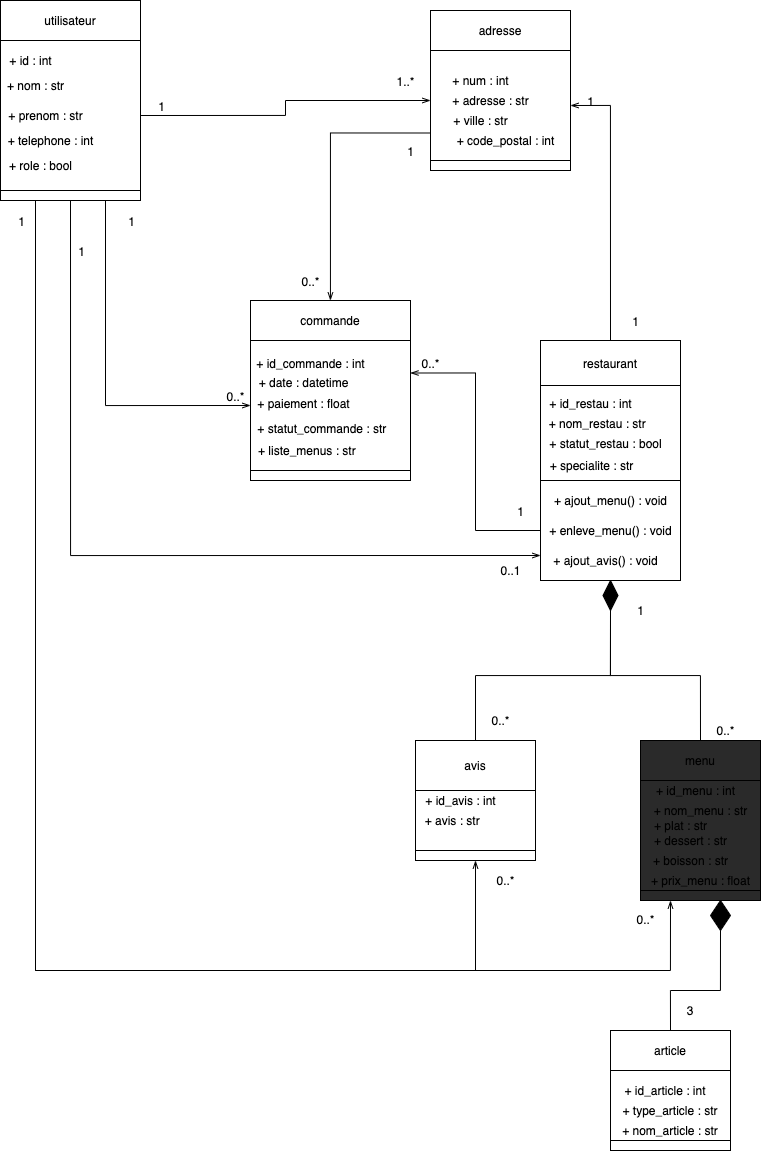 utilisateur
+ id : int
+ nom : str
+ prenom : str
+ telephone : int
+ role : bool
adresse
+ num : int
+ adresse : str
+ ville : str
+ code_postal : int
1
1..*
1
1
1
1
1
0..*
1
commande
+ id_commande : int
+ date : datetime
+ paiement : float
+ statut_commande : str
+ liste_menus : str
0..*
0..*
restaurant
+ id_restau : int
+ nom_restau : str
+ statut_restau : bool
+ specialite : str
+ ajout_menu() : void
+ enleve_menu() : void
+ ajout_avis() : void
1
0..1
1
0..*
0..*
avis
+ id_avis : int
+ avis : str
0..*
menu
+ id_menu : int
+ nom_menu : str
+ plat : str
+ dessert : str
+ boisson : str
+ prix_menu : float
0..*
3
article
+ id_article : int
+ type_article : str
+ nom_article : str